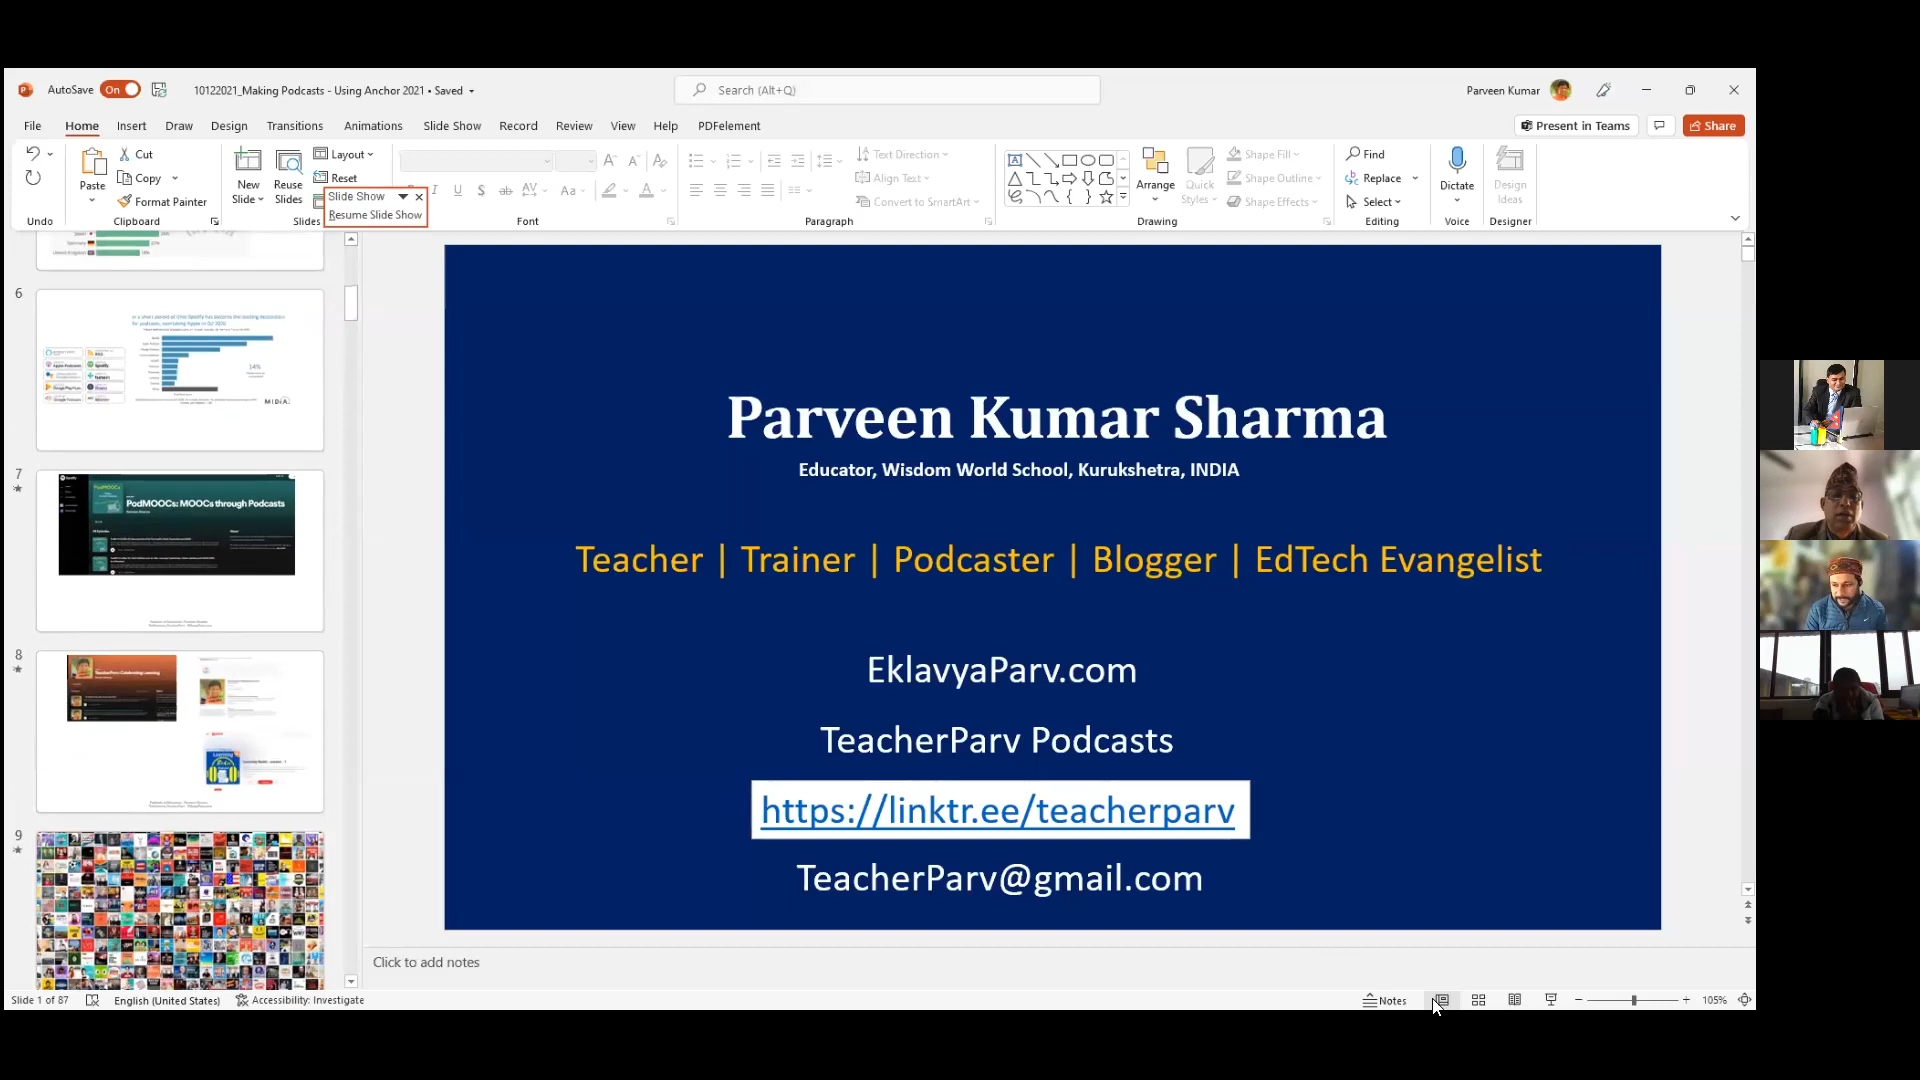 AutoSave On 10122021_Making Podcasts - Using Anchor 2021 • Saved Search (Alt+Q) Parveen Kumar
File Home Insert Draw Design Transitions Animations Slide Show Record Review View Help PDFelement Present in Teams Share
Cut Layout Text Direction Shape Fill Find
Paste Copy New Slide Reuse Slides Reset Aa Align Text Arrange Quick Styles Shape Outline Replace Dictate Design Ideas
Format Painter Slide Show Convert to SmartArt Shape Effects Select
Resume Slide Show
Undo Clipboard Slides Font Paragraph Drawing Editing Voice Designer
6
14%
MIDiA
7
PodMOOCs: MOOCs through Podcasts
8
9
Parveen Kumar Sharma
Educator, Wisdom World School, Kurukshetra, INDIA
Teacher | Trainer | Podcaster | Blogger | EdTech Evangelist
EklavyaParv.com
TeacherParv Podcasts
https://linktr.ee/teacherparv
TeacherParv@gmail.com
Click to add notes
Slide 1 of 87 English (United States) Accessibility: Investigate Notes 105%